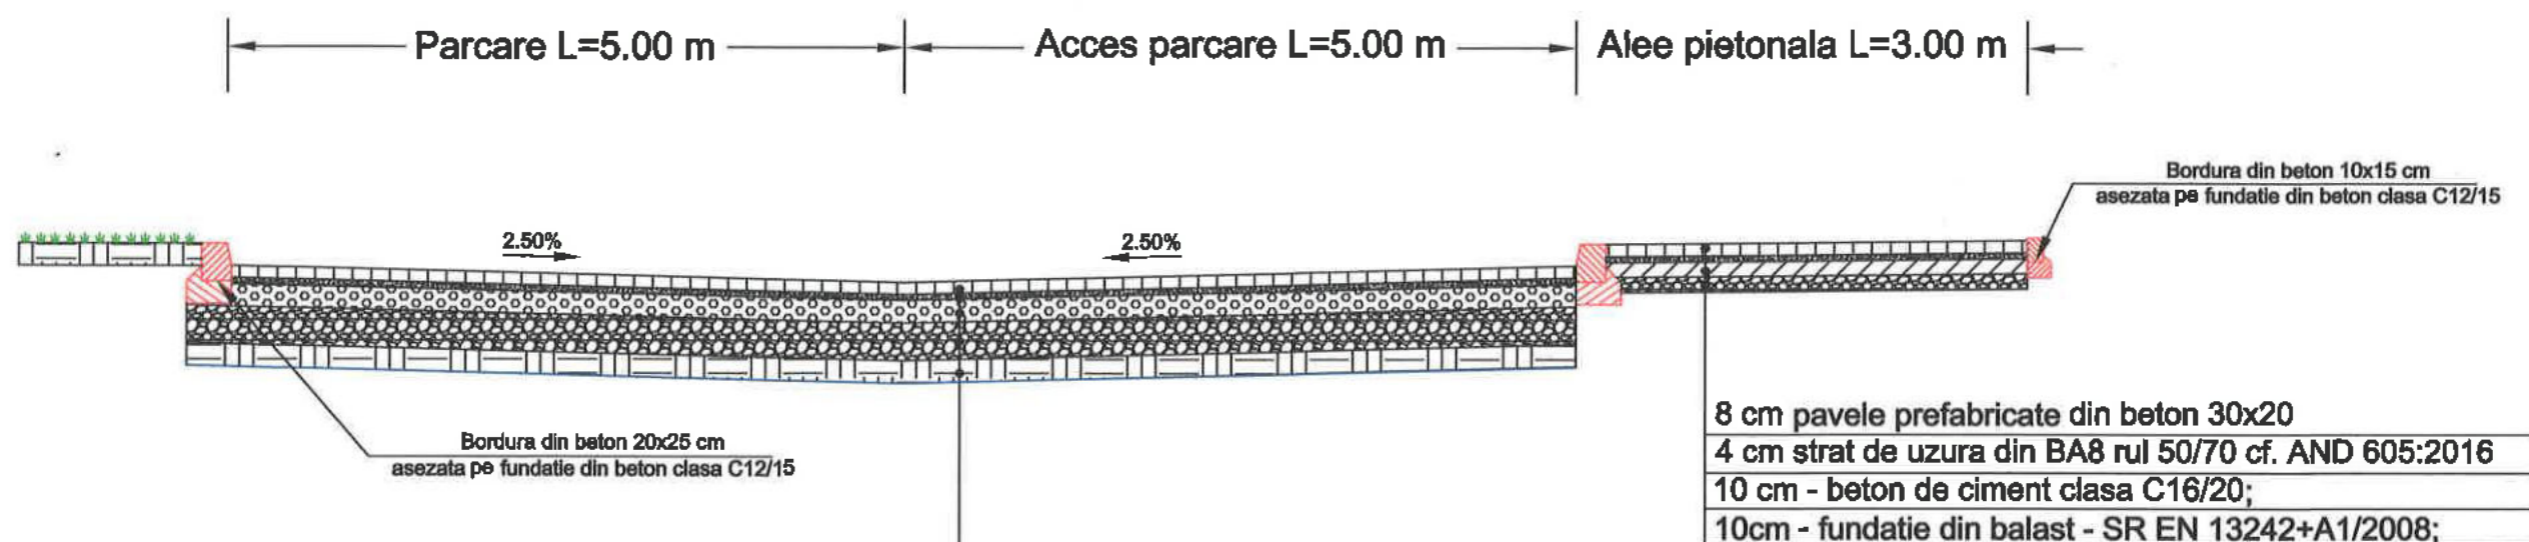 Parcare L=5.00 m
Acces parcare L=5.00 m
Alee pietonala L=3.00 m
Bordura din beton 10x15 cm
asezata pe fundatie din beton clasa C12/15
2.50%
2.50%
Bordura din beton 20x25 cm
asezata pe fundatie din beton clasa C12/15
8 cm pavele prefabricate din beton 30x20
4 cm strat de uzura din BA8 rul 50/70 cf. AND 605:2016
10 cm - beton de ciment clasa C16/20;
10cm - fundatie din balast - SR EN 13242+A1/2008;